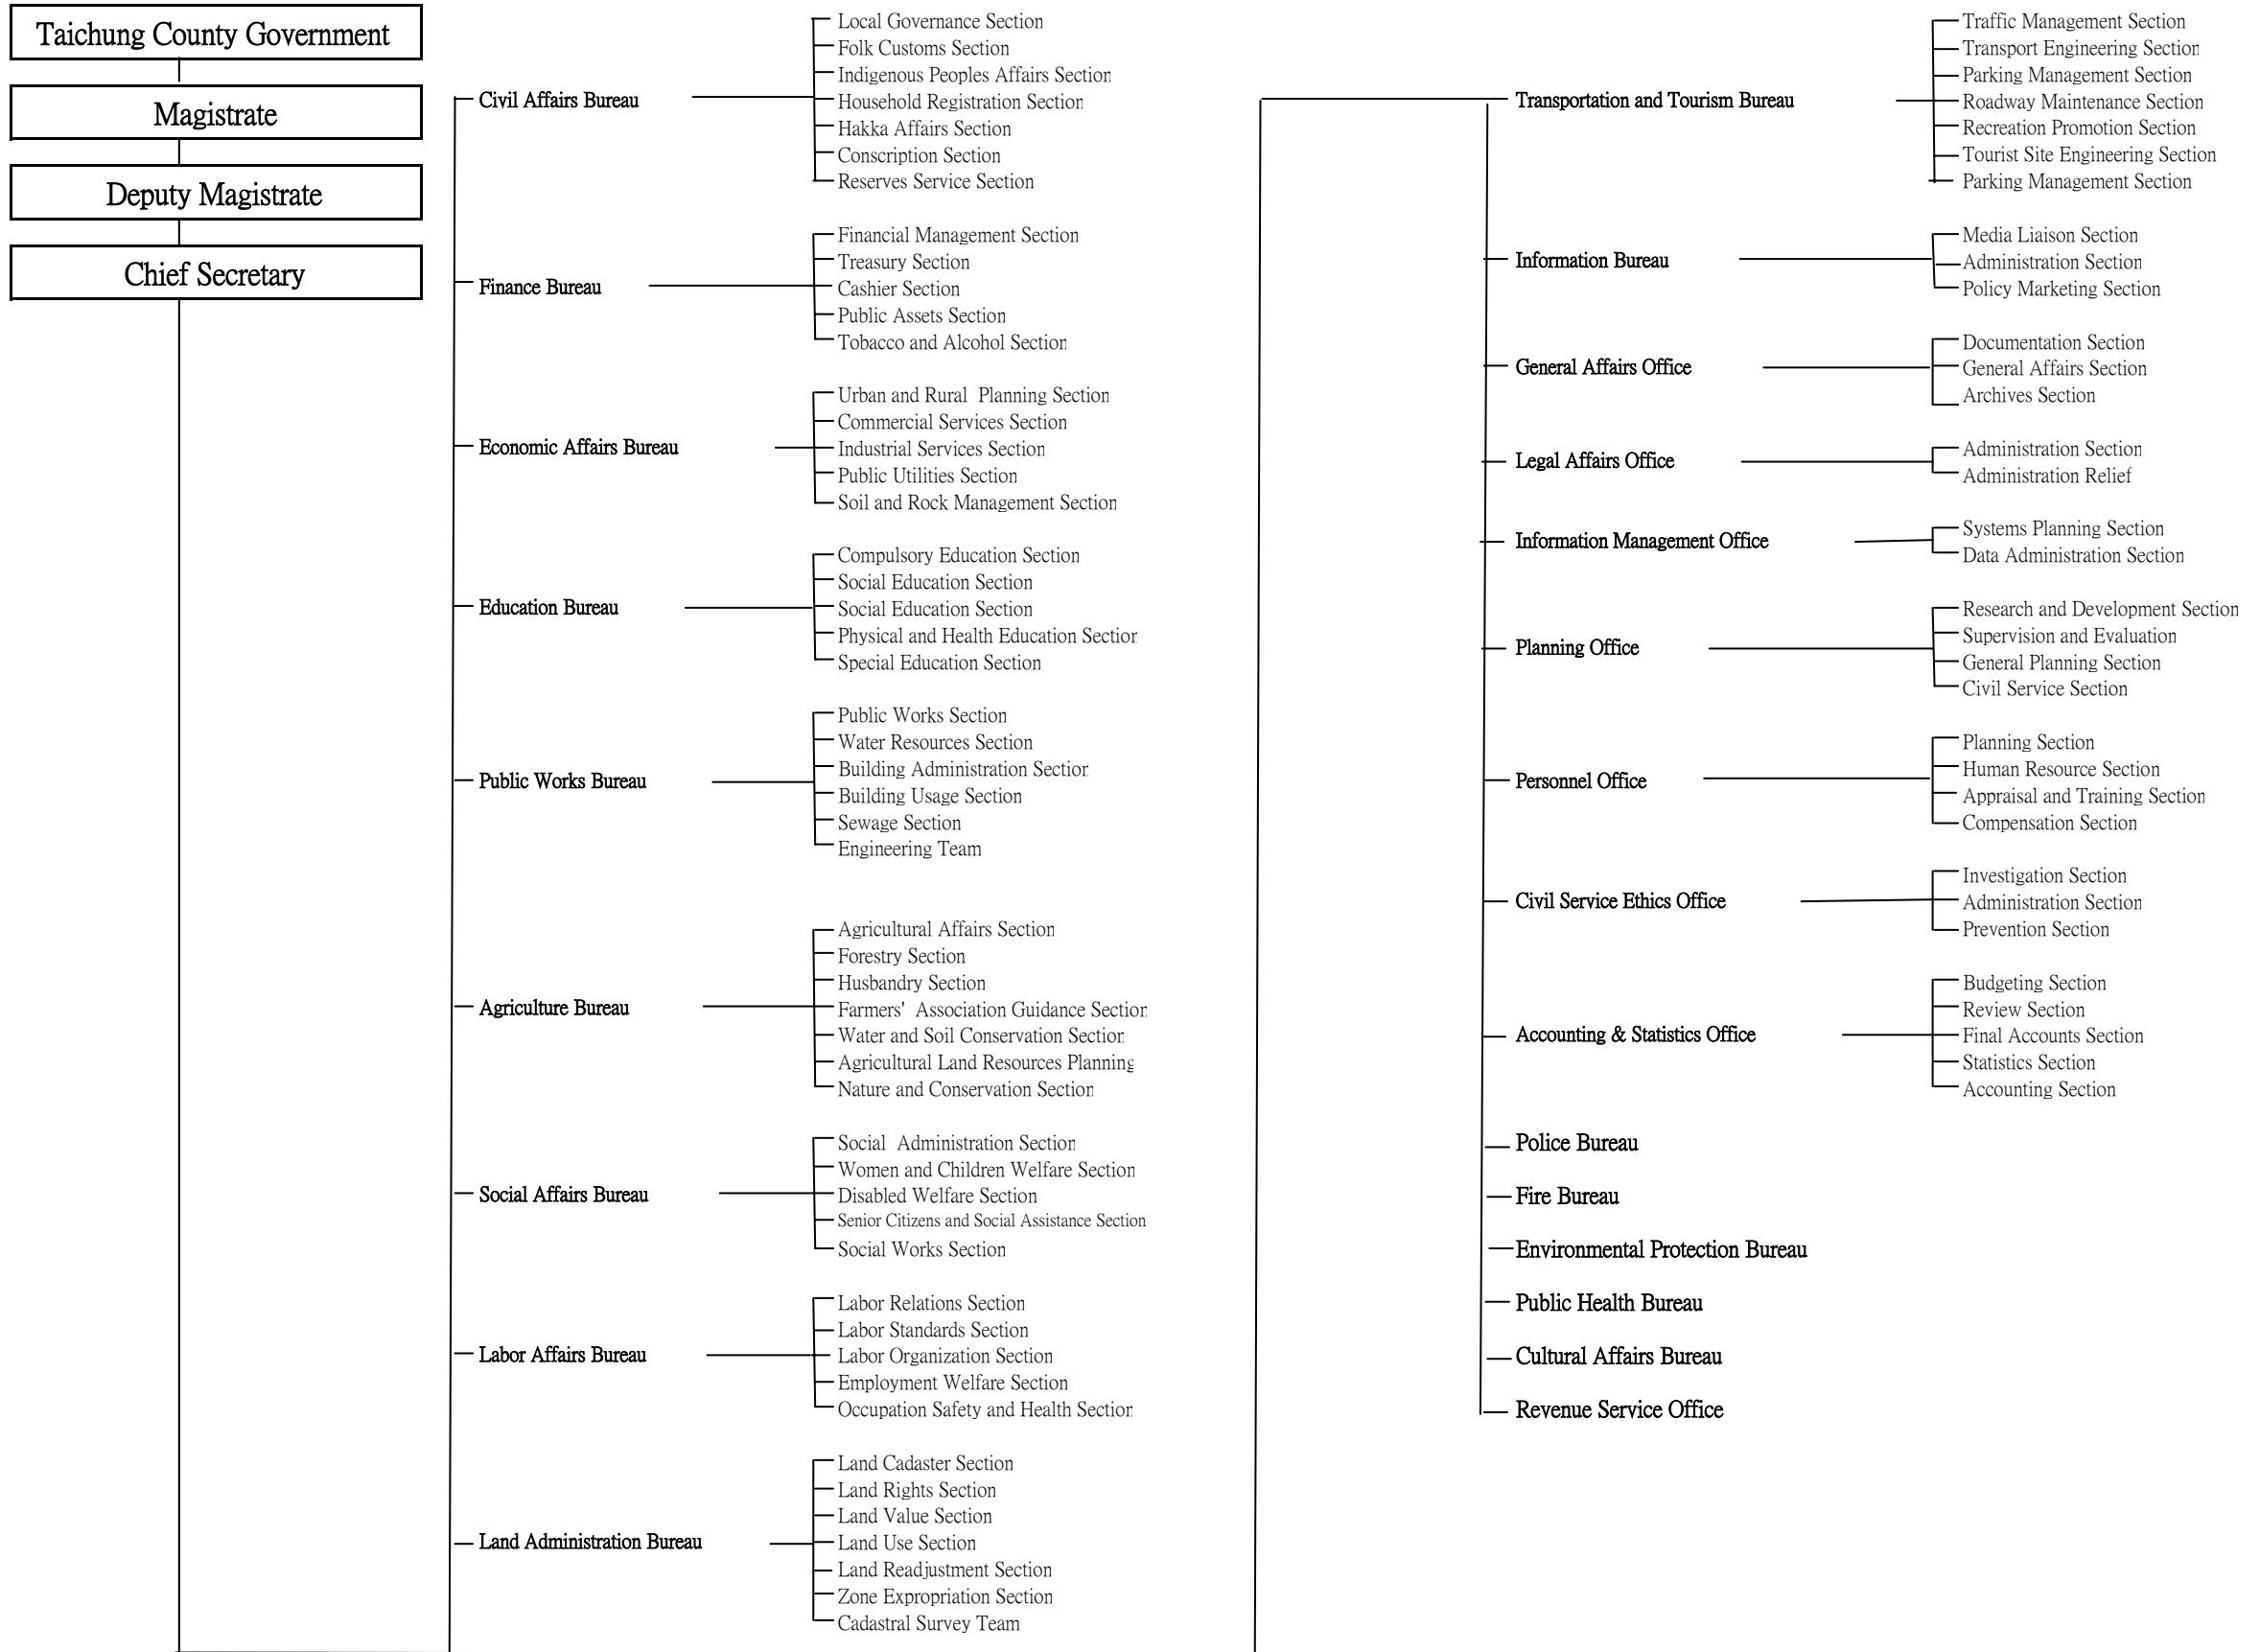 Taichung County Government
Magistrate
Deputy Magistrate
Chief Secretary
Civil Affairs Bureau
Local Governance Section
Folk Customs Section
Indigenous Peoples Affairs Section
Household Registration Section
Hakka Affairs Section
Conscription Section
Reserves Service Section
Finance Bureau
Financial Management Section
Treasury Section
Cashier Section
Public Assets Section
Tobacco and Alcohol Section
Economic Affairs Bureau
Urban and Rural Planning Section
Commercial Services Section
Industrial Services Section
Public Utilities Section
Soil and Rock Management Section
Education Bureau
Compulsory Education Section
Social Education Section
Social Education Section
Physical and Health Education Section
Special Education Section
Public Works Bureau
Public Works Section
Water Resources Section
Building Administration Section
Building Usage Section
Sewage Section
Engineering Team
Agriculture Bureau
Agricultural Affairs Section
Forestry Section
Husbandry Section
Farmers' Association Guidance Section
Water and Soil Conservation Section
Agricultural Land Resources Planning
Nature and Conservation Section
Social Affairs Bureau
Social Administration Section
Women and Children Welfare Section
Disabled Welfare Section
Senior Citizens and Social Assistance Section
Social Works Section
Labor Affairs Bureau
Labor Relations Section
Labor Standards Section
Labor Organization Section
Employment Welfare Section
Occupation Safety and Health Section
Land Administration Bureau
Land Cadaster Section
Land Rights Section
Land Value Section
Land Use Section
Land Readjustment Section
Zone Expropriation Section
Cadastral Survey Team
Transportation and Tourism Bureau
Traffic Management Section
Transport Engineering Section
Parking Management Section
Roadway Maintenance Section
Recreation Promotion Section
Tourist Site Engineering Section
Parking Management Section
Information Bureau
Media Liaison Section
Administration Section
Policy Marketing Section
General Affairs Office
Documentation Section
General Affairs Section
Archives Section
Legal Affairs Office
Administration Section
Administration Relief
Information Management Office
Systems Planning Section
Data Administration Section
Planning Office
Research and Development Section
Supervision and Evaluation
General Planning Section
Civil Service Section
Personnel Office
Planning Section
Human Resource Section
Appraisal and Training Section
Compensation Section
Civil Service Ethics Office
Investigation Section
Administration Section
Prevention Section
Accounting & Statistics Office
Budgeting Section
Review Section
Final Accounts Section
Statistics Section
Accounting Section
Police Bureau
Fire Bureau
Environmental Protection Bureau
Public Health Bureau
Cultural Affairs Bureau
Revenue Service Office